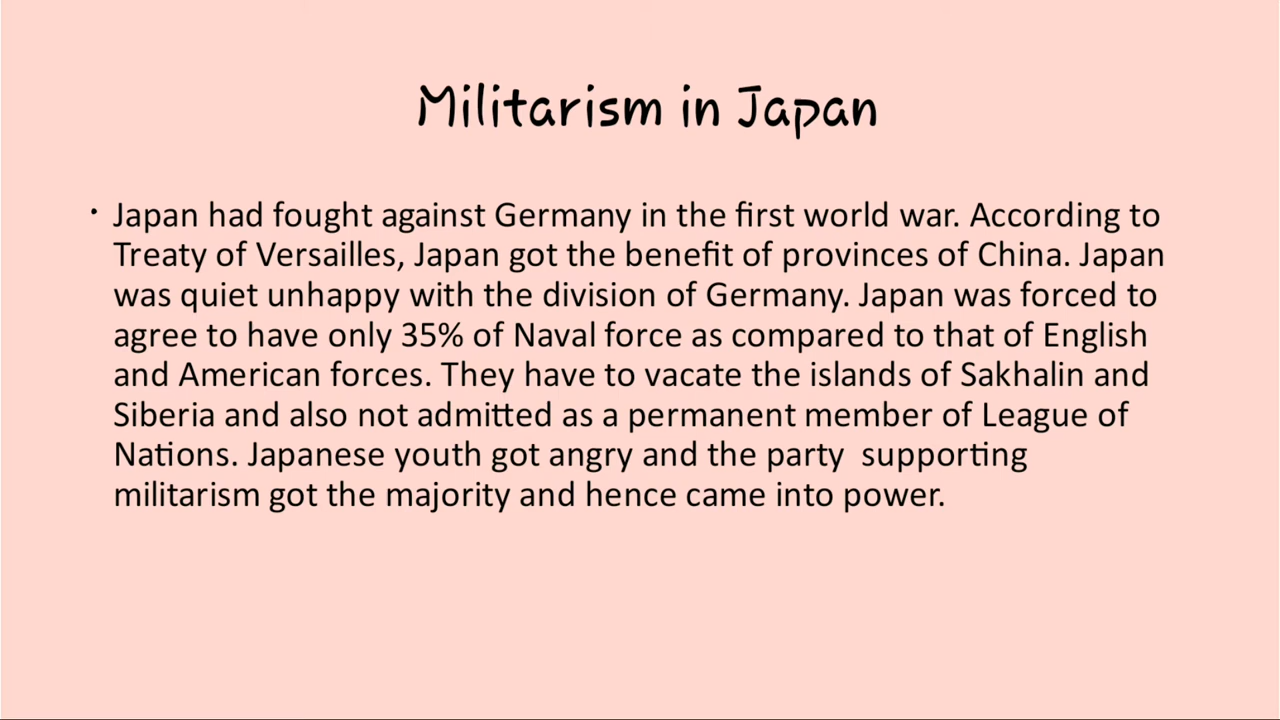 Militarism in Japan
• Japan had fought against Germany in the first world war. According to
Treaty of Versailles, Japan got the benefit of provinces of China. Japan
was quiet unhappy with the division of Germany. Japan was forced to
agree to have only 35% of Naval force as compared to that of English
and American forces. They have to vacate the islands of Sakhalin and
Siberia and also not admitted as a permanent member of League of
Nations. Japanese youth got angry and the party  supporting
militarism got the majority and hence came into power.